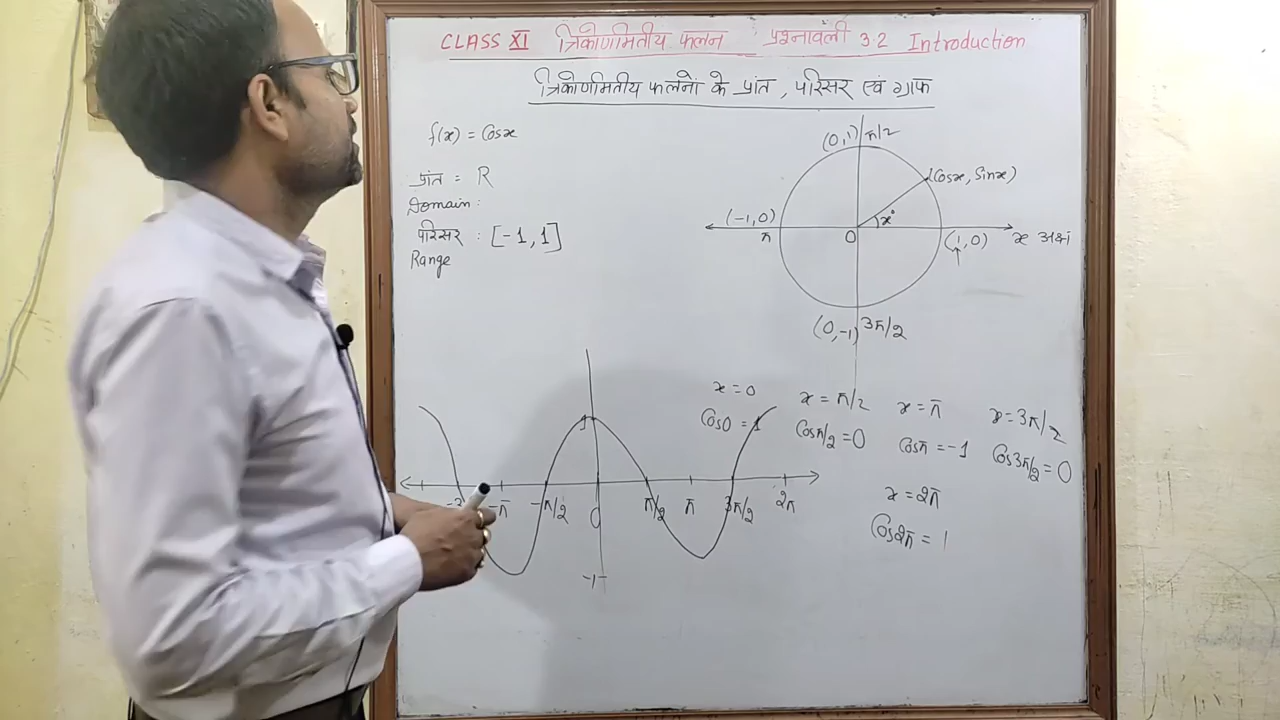 CLASS XI त्रिकोणमितीय फलन प्रश्नावली 3.2 Introduction
त्रिकोणमितीय फलनों के प्रांत, परिसर एवं ग्राफ
f(x) = Cosx
प्रांत = R
Domain:
परिसर : [-1, 1]
Range
(0, 1) π/2
(Cosx, Sinx)
(-1, 0)
π
0
x°
(1, 0)
x अक्ष
(0, -1) 3π/2
x = 0
Cos0 = 1
x = π/2
Cosπ/2 = 0
x = π
Cosπ = -1
x = 3π/2
Cos3π/2 = 0
x = 2π
Cos2π = 1
1
-π
-π/2
0
π/2
π
3π/2
2π
-1